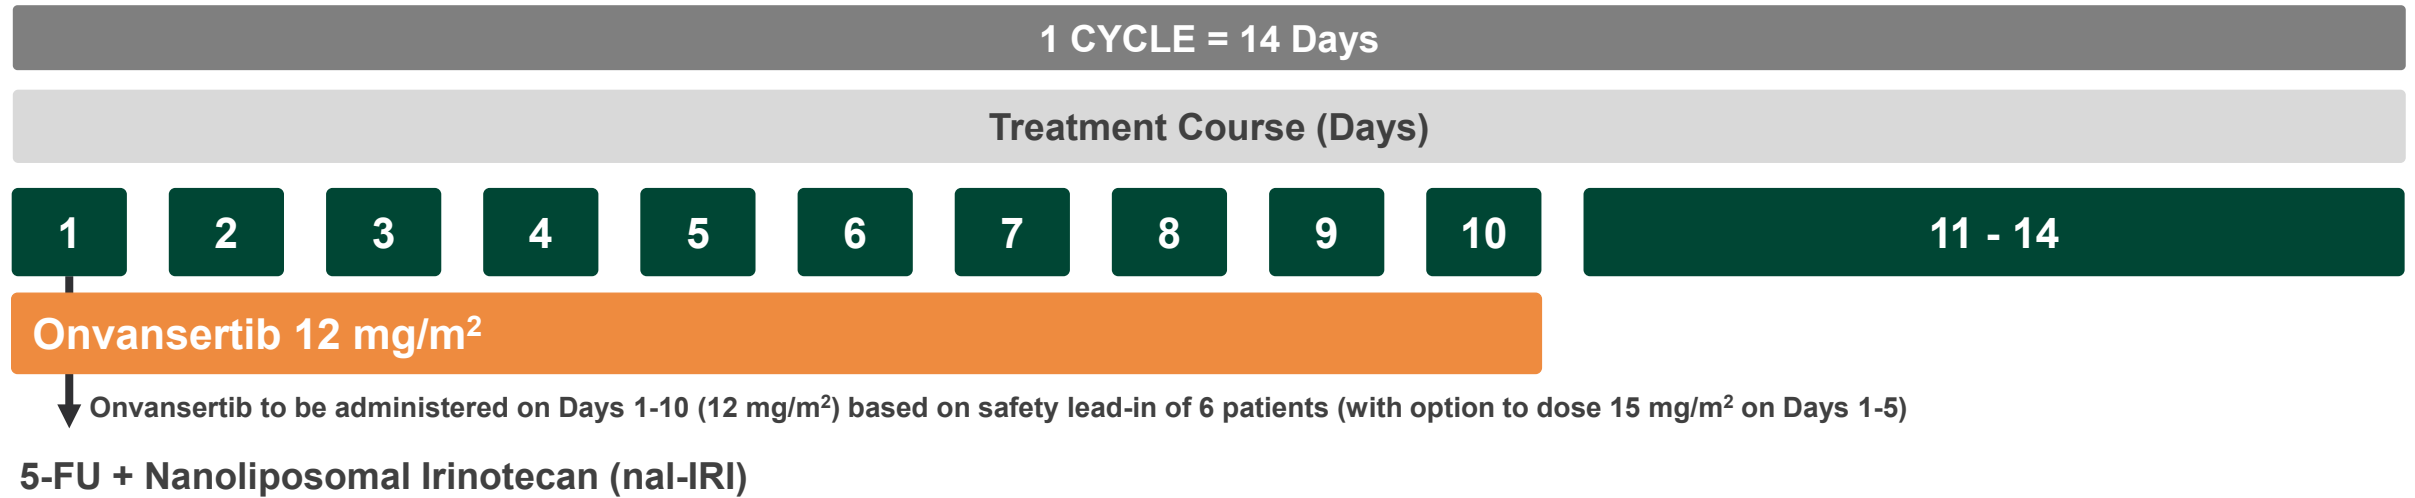 1 CYCLE = 14 Days
Treatment Course (Days)
1 2 3 4 5 6 7 8 9 10 11 - 14
Onvansertib 12 mg/m²
Onvansertib to be administered on Days 1-10 (12 mg/m²) based on safety lead-in of 6 patients (with option to dose 15 mg/m² on Days 1-5)
5-FU + Nanoliposomal Irinotecan (nal-IRI)